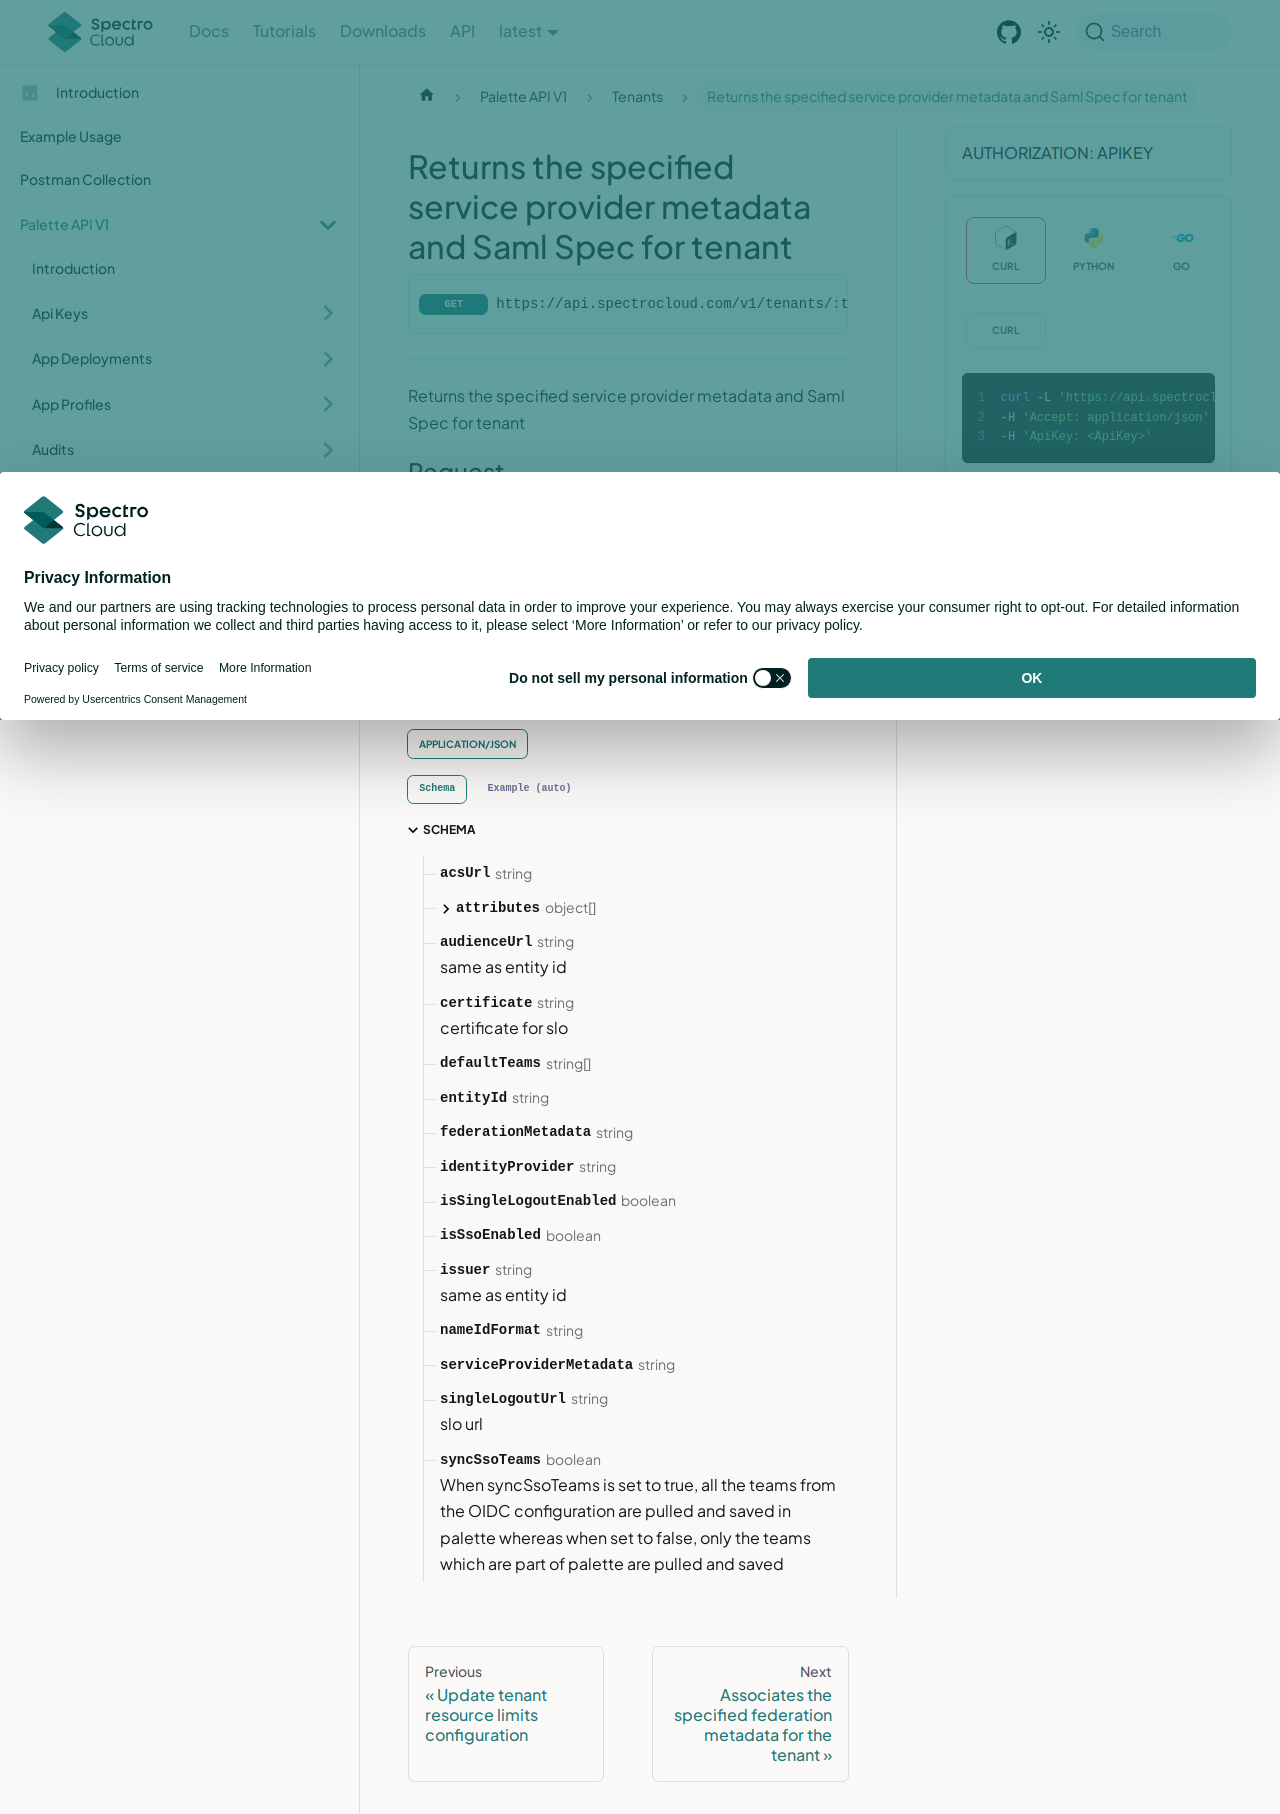 Spectro Cloud
Docs
Tutorials
Downloads
API
latest
Search
Introduction
Example Usage
Postman Collection
Palette API V1
Introduction
Api Keys
App Deployments
App Profiles
Audits
Palette API V1
Tenants
Returns the specified service provider metadata and Saml Spec for tenant
Returns the specified
service provider metadata
and Saml Spec for tenant
GET
https://api.spectrocloud.com/v1/tenants/:t
Returns the specified service provider metadata and Saml
Spec for tenant
Request
AUTHORIZATION: APIKEY
CURL
PYTHON
GO
CURL
1 curl -L 'https://api.spectrocl
2 -H 'Accept: application/json'
3 -H 'ApiKey: <ApiKey>'
Spectro
Cloud
Privacy Information
We and our partners are using tracking technologies to process personal data in order to improve your experience. You may always exercise your consumer right to opt-out. For detailed information
about personal information we collect and third parties having access to it, please select ‘More Information’ or refer to our privacy policy.
Privacy policy
Terms of service
More Information
Powered by Usercentrics Consent Management
Do not sell my personal information
OK
APPLICATION/JSON
Schema
Example (auto)
SCHEMA
acsUrl string
attributes object[]
audienceUrl string
same as entity id
certificate string
certificate for slo
defaultTeams string[]
entityId string
federationMetadata string
identityProvider string
isSingleLogoutEnabled boolean
isSsoEnabled boolean
issuer string
same as entity id
nameIdFormat string
serviceProviderMetadata string
singleLogoutUrl string
slo url
syncSsoTeams boolean
When syncSsoTeams is set to true, all the teams from
the OIDC configuration are pulled and saved in
palette whereas when set to false, only the teams
which are part of palette are pulled and saved
Previous
« Update tenant
resource limits
configuration
Next
Associates the
specified federation
metadata for the
tenant »